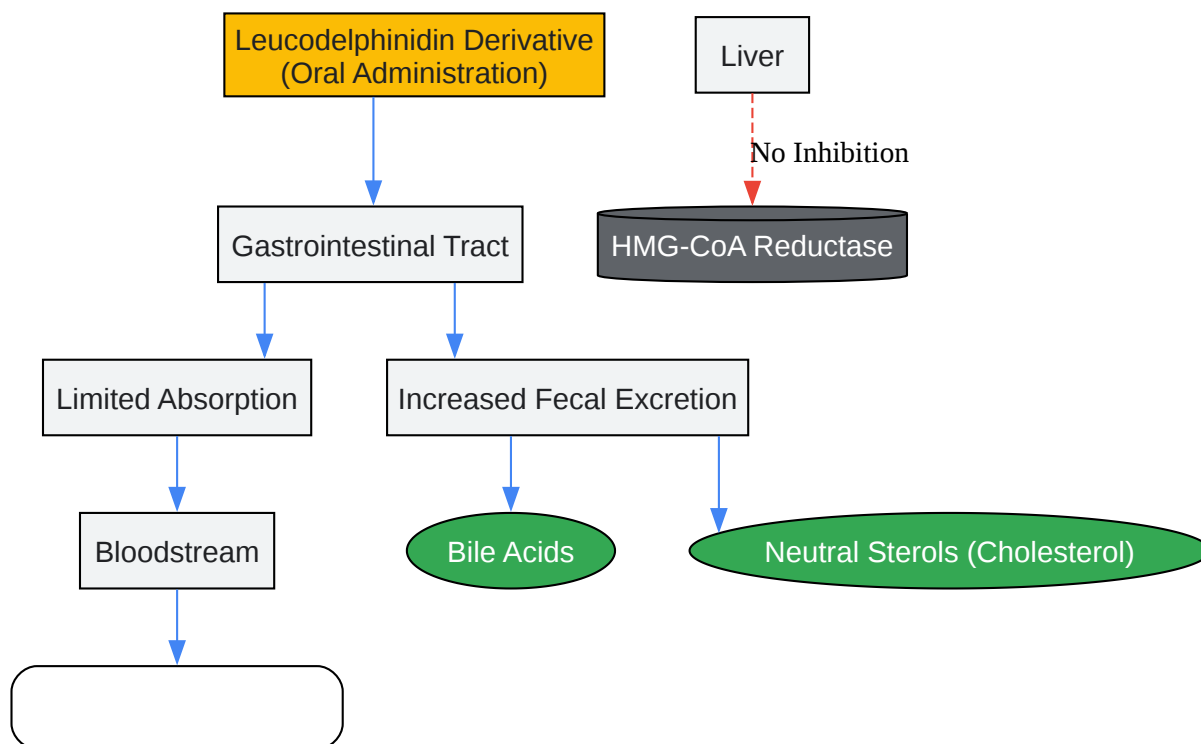 Leucodelphinidin Derivative
(Oral Administration)
Liver
No Inhibition
Gastrointestinal Tract
HMG-CoA Reductase
Limited Absorption
Increased Fecal Excretion
Bloodstream
Bile Acids
Neutral Sterols (Cholesterol)